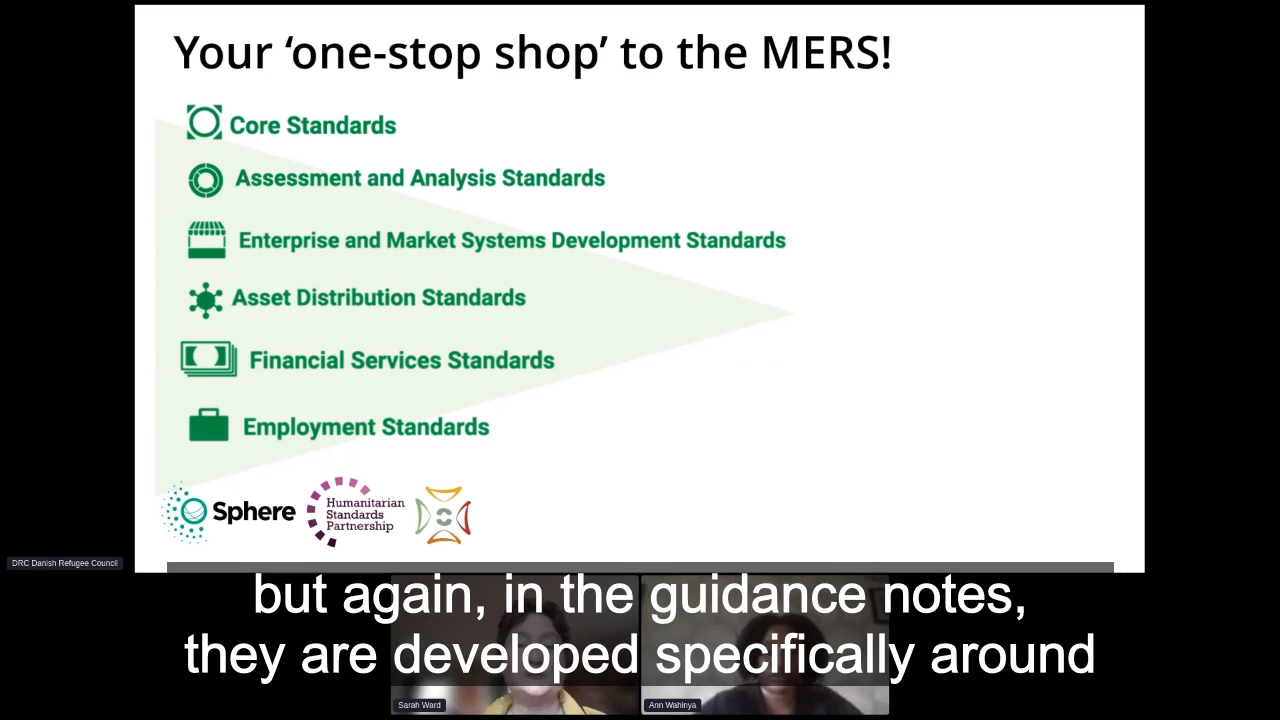 Your ‘one-stop shop’ to the MERS!
Core Standards
Assessment and Analysis Standards
Enterprise and Market Systems Development Standards
Asset Distribution Standards
Financial Services Standards
Employment Standards
Sphere
Humanitarian
Standards
Partnership
DRC Danish Refugee Council
but again, in the guidance notes,
they are developed specifically around
Sarah Ward
Ann Wahinya